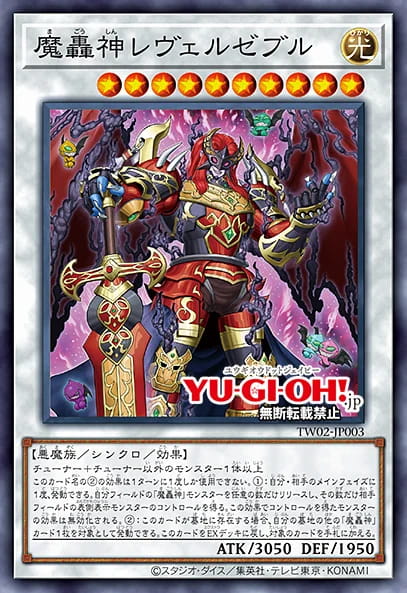 ま ごう しん
魔轟神レヴェルゼブル
ひかり
光
ユウギオウドットジェイピー
YU-GI-OH!.jp
無断転載禁止
TW02-JP003
【悪魔族／シンクロ／効果】
チューナー＋チューナー以外のモンスター１体以上
このカード名の②の効果は１ターンに１度しか使用できない。①：自分・相手のメインフェイズに
１度、発動できる。自分フィールドの「魔轟神」モンスターを任意の数だけリリースし、その数だけ相手
フィールドの表側表示モンスターのコントロールを得る。この効果でコントロールを得たモンスター
の効果は無効化される。②：このカードが墓地に存在する場合、自分の墓地の他の「魔轟神」
カード１枚を対象として発動できる。このカードをEXデッキに戻し、対象のカードを手札に加える。
ATK/3050 DEF/1950
©スタジオ・ダイス／集英社・テレビ東京・KONAMI